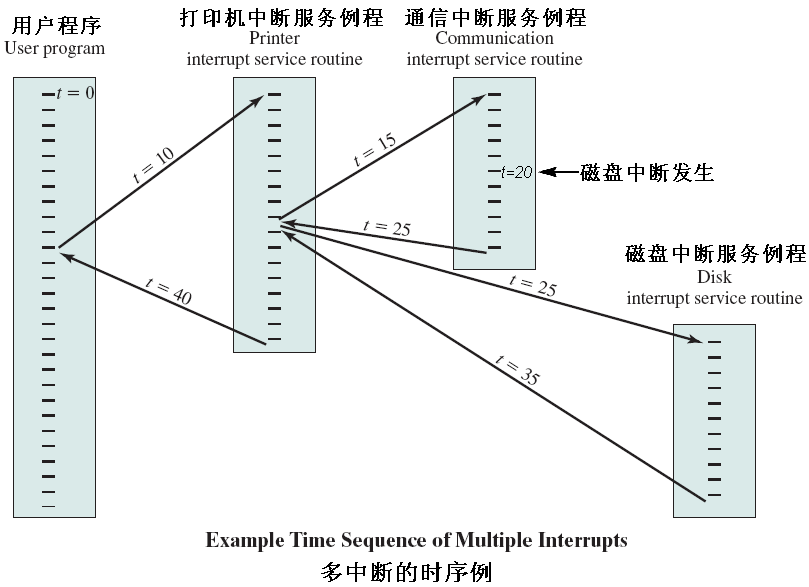 用户程序
User program
打印机中断服务例程
Printer
interrupt service routine
通信中断服务例程
Communication
interrupt service routine
t = 0
t = 10
t = 15
t=20
磁盘中断发生
t = 25
t = 25
t = 40
t = 35
磁盘中断服务例程
Disk
interrupt service routine
Example Time Sequence of Multiple Interrupts
多中断的时序例